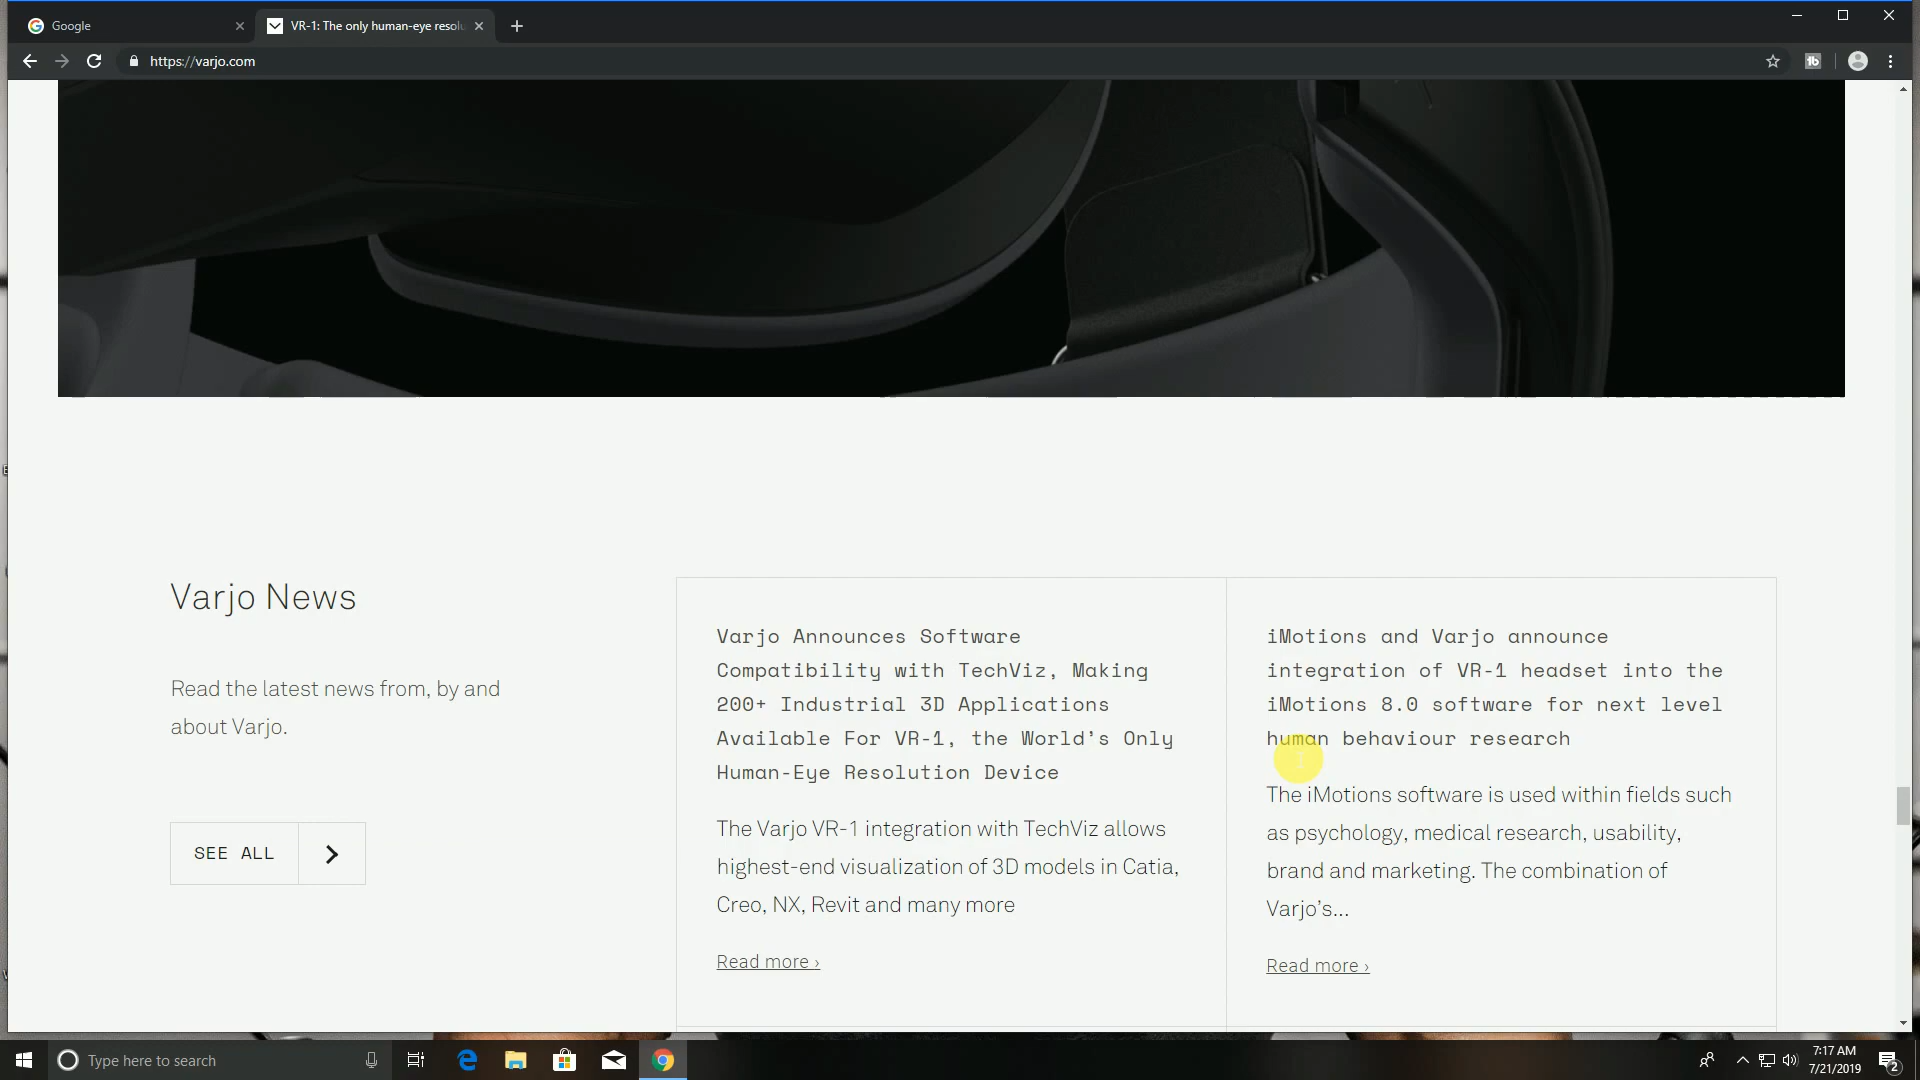 Google
VR-1: The only human-eye resolu
https://varjo.com
Varjo News
Read the latest news from, by and
about Varjo.
SEE ALL
Varjo Announces Software
Compatibility with TechViz, Making
200+ Industrial 3D Applications
Available For VR-1, the World's Only
Human-Eye Resolution Device
The Varjo VR-1 integration with TechViz allows
highest-end visualization of 3D models in Catia,
Creo, NX, Revit and many more
Read more ›
iMotions and Varjo announce
integration of VR-1 headset into the
iMotions 8.0 software for next level
human behaviour research
The iMotions software is used within fields such
as psychology, medical research, usability,
brand and marketing. The combination of
Varjo's...
Read more ›
Type here to search
7:17 AM
7/21/2019
2